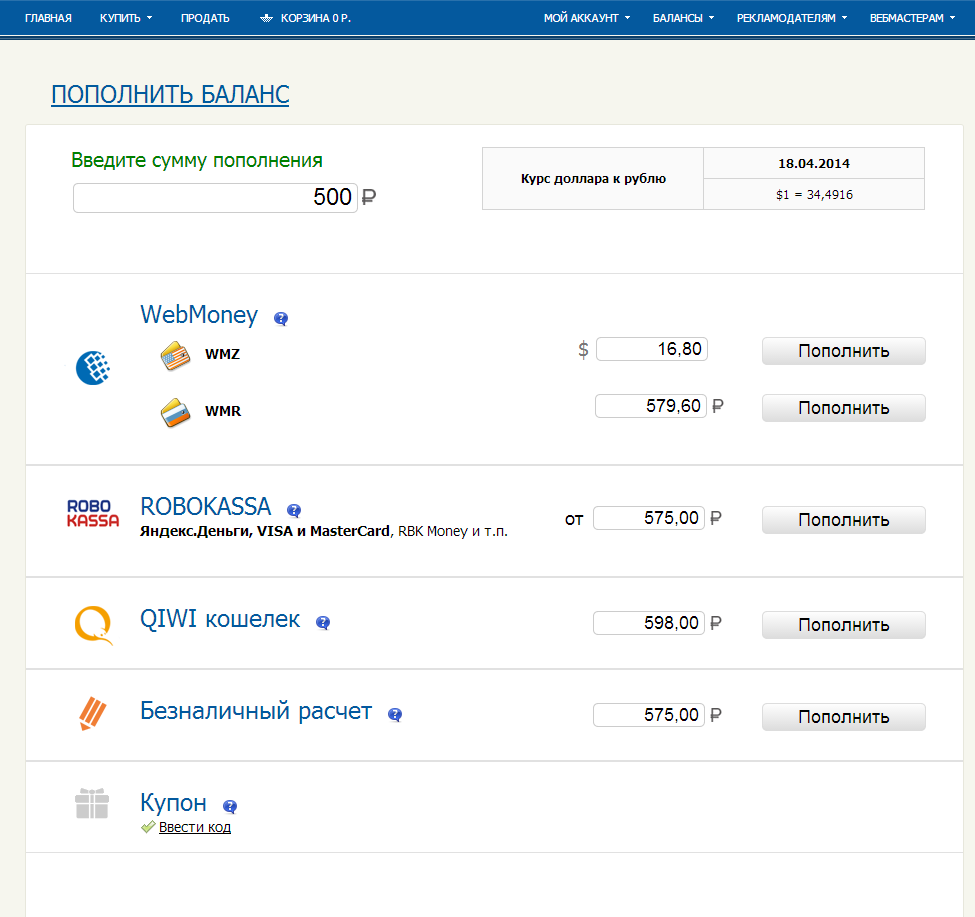 ГЛАВНАЯ КУПИТЬ ПРОДАТЬ КОРЗИНА 0 Р. МОЙ АККАУНТ БАЛАНСЫ РЕКЛАМОДАТЕЛЯМ ВЕБМАСТЕРАМ
ПОПОЛНИТЬ БАЛАНС
Введите сумму пополнения
500 ₽
Курс доллара к рублю
18.04.2014
$1 = 34,4916
WebMoney ?
WMZ $ 16,80 Пополнить
WMR 579,60 ₽ Пополнить
ROBO
KASSA
ROBOKASSA ?
Яндекс.Деньги, VISA и MasterCard, RBK Money и т.п.
от 575,00 ₽ Пополнить
QIWI кошелек ? 598,00 ₽ Пополнить
Безналичный расчет ? 575,00 ₽ Пополнить
Купон ?
Ввести код